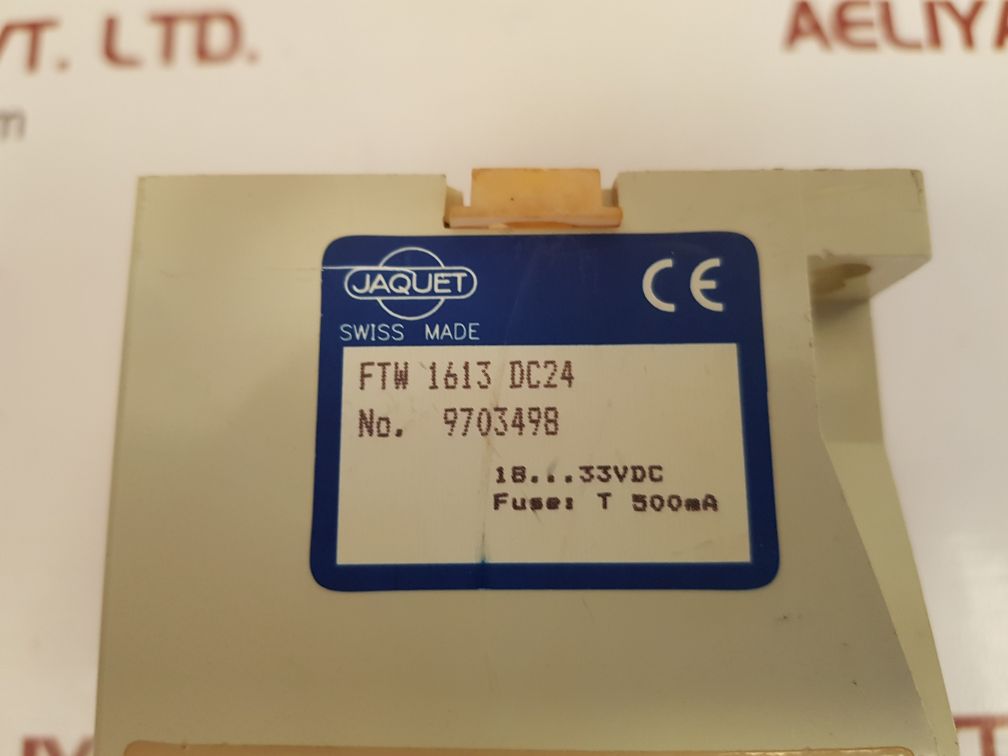 VT. LTD.
AELIYA
m
JAQUET
CE
SWISS MADE
FTW 1613 DC24
No. 9703498
18...33VDC
Fuse: T 500mA